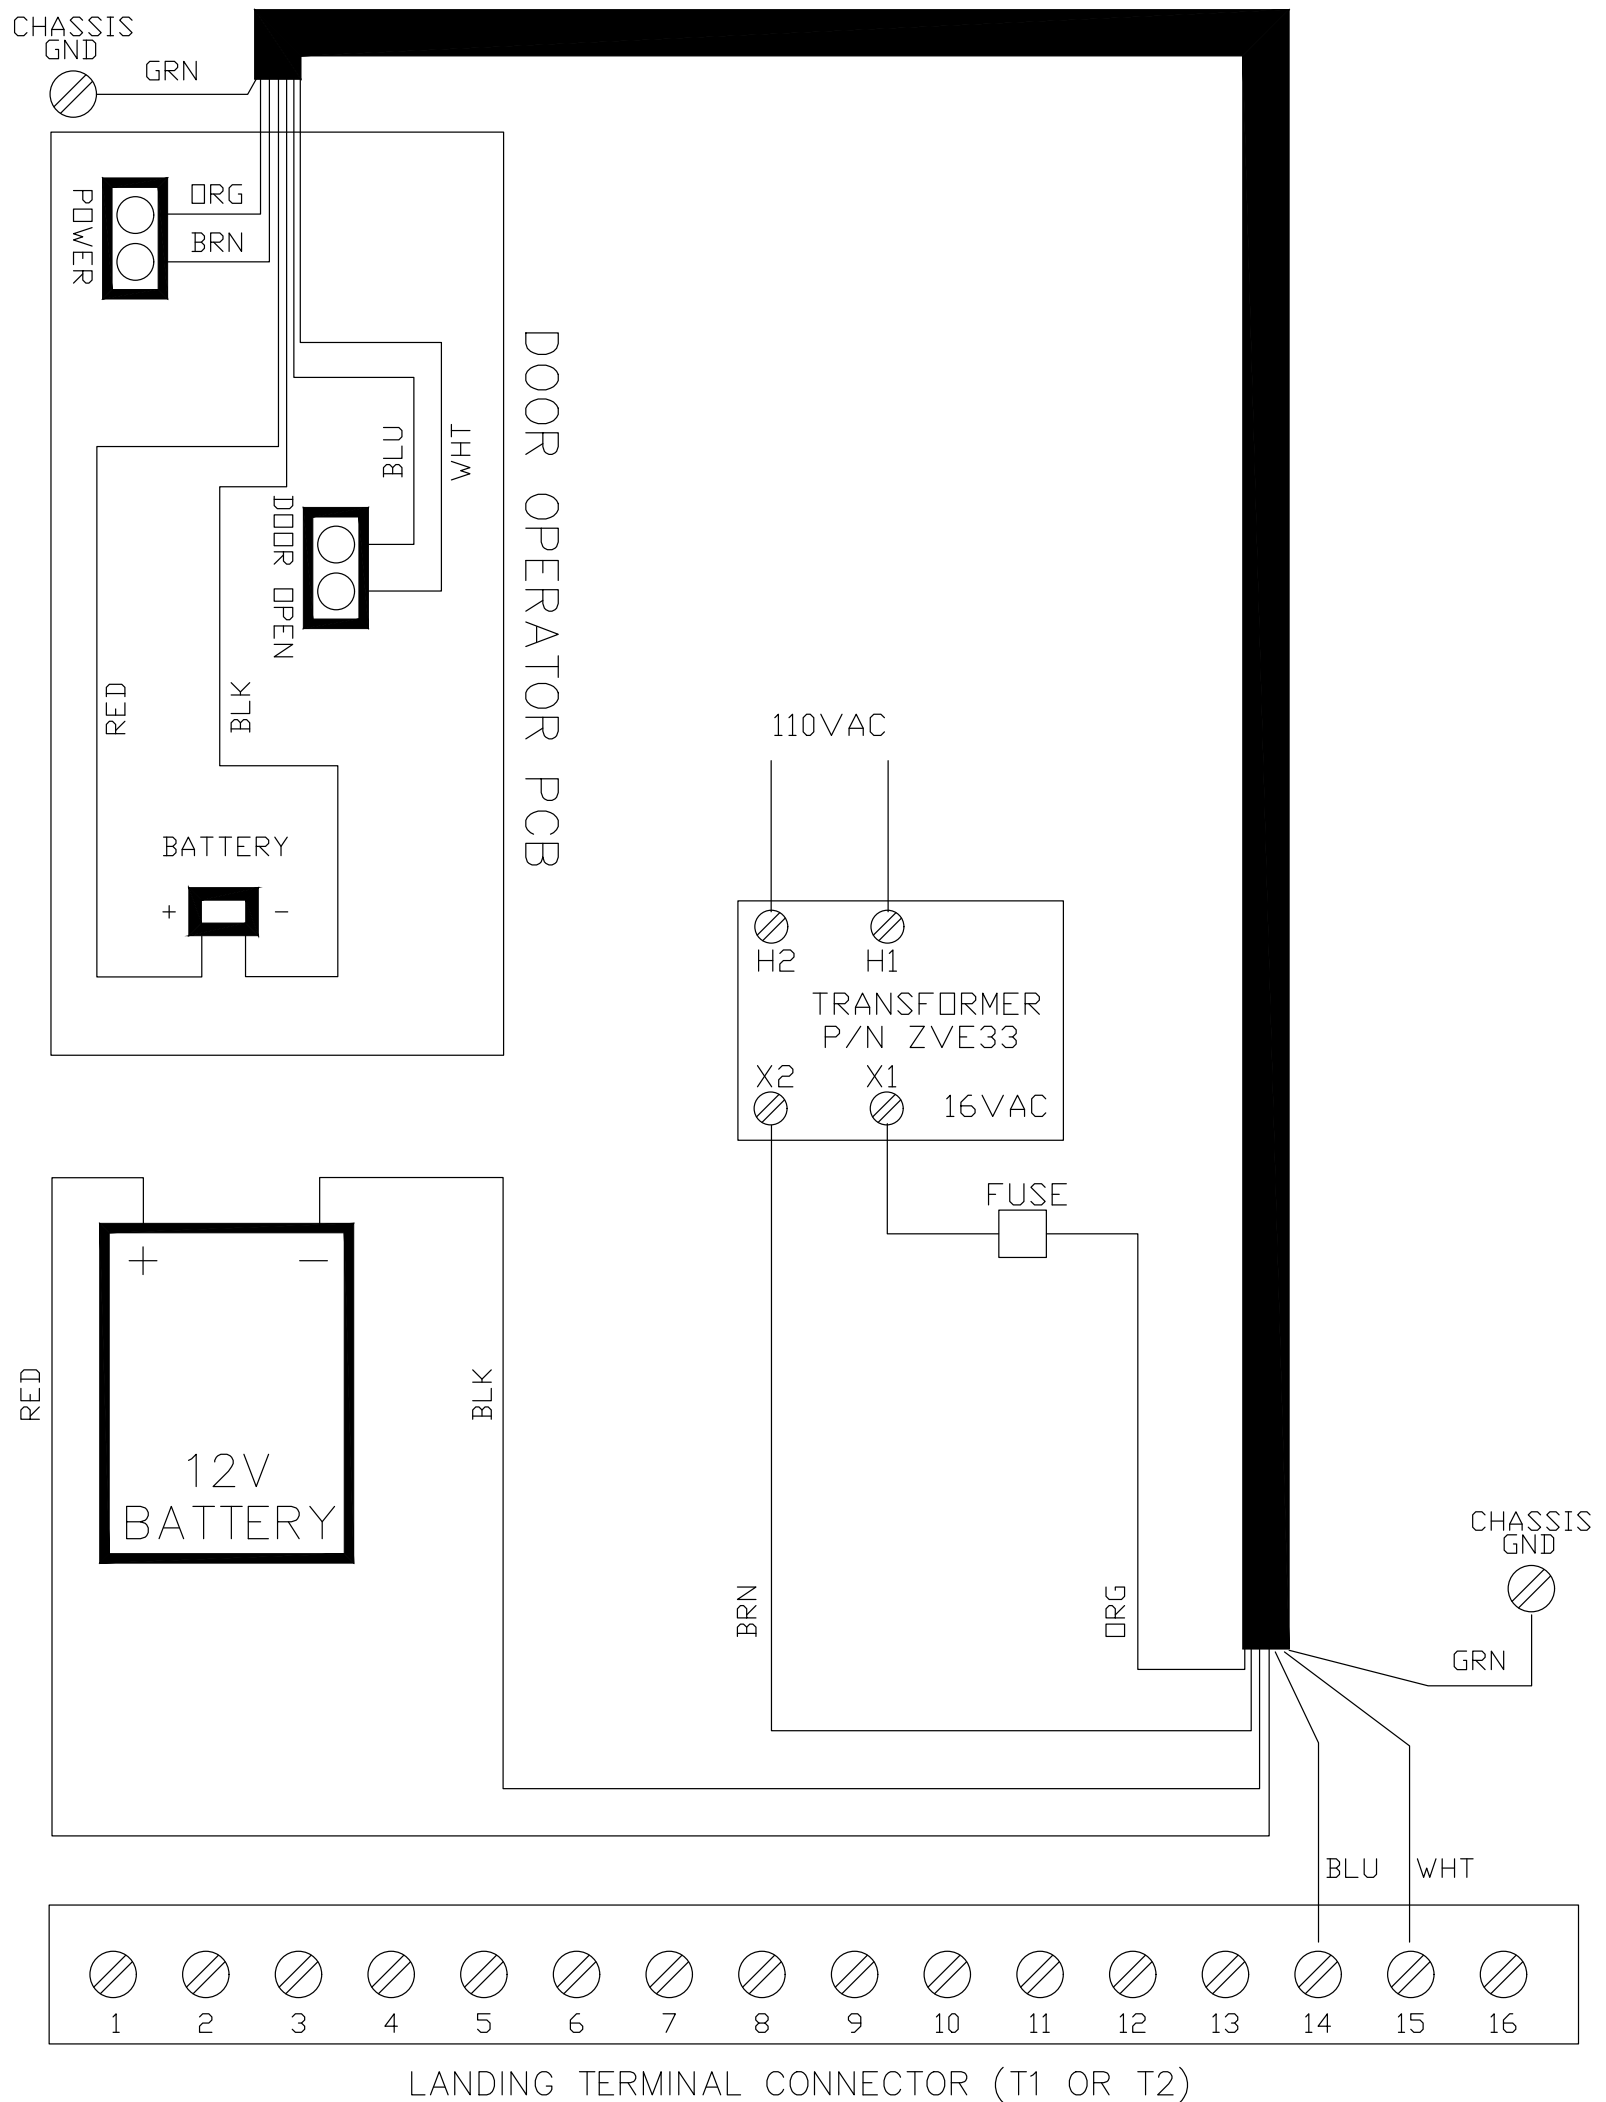 CHASSIS
GND
GRN
POWER
ORG
BRN
DOOR OPERATOR PCB
BLU
WHT
DOOR OPEN
RED
BLK
BATTERY
+ -
110VAC
H2 H1
TRANSFORMER
P/N ZVE33
X2 X1
16VAC
FUSE
+ -
RED
BLK
12V
BATTERY
BRN
ORG
CHASSIS
GND
GRN
BLU WHT
1 2 3 4 5 6 7 8 9 10 11 12 13 14 15 16
LANDING TERMINAL CONNECTOR (T1 OR T2)